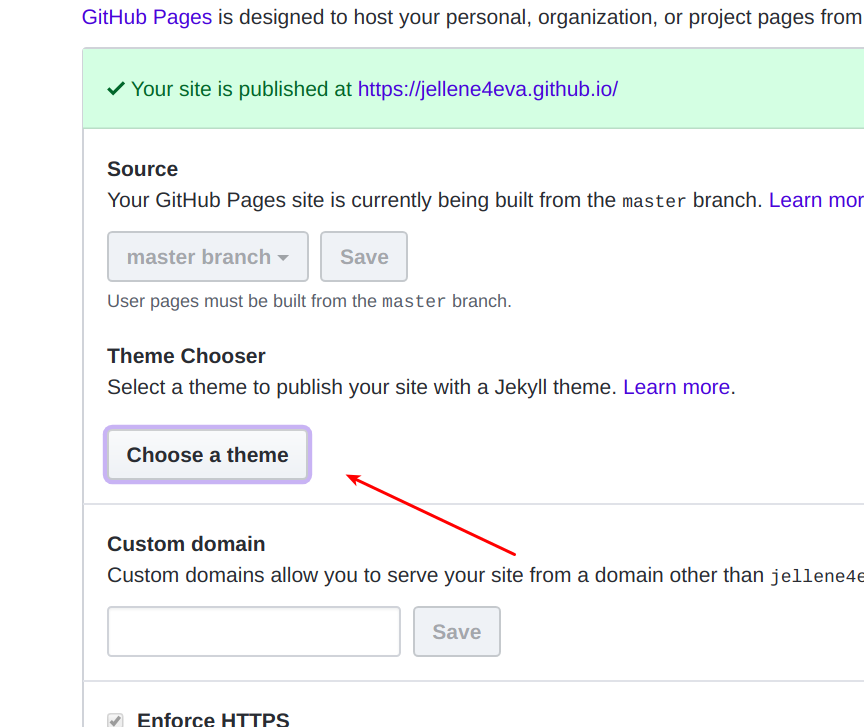 GitHub Pages is designed to host your personal, organization, or project pages from
Your site is published at https://jellene4eva.github.io/
Source
Your GitHub Pages site is currently being built from the master branch. Learn mor
master branch
Save
User pages must be built from the master branch.
Theme Chooser
Select a theme to publish your site with a Jekyll theme. Learn more.
Choose a theme
Custom domain
Custom domains allow you to serve your site from a domain other than jellene4e
Save
Enforce HTTPS